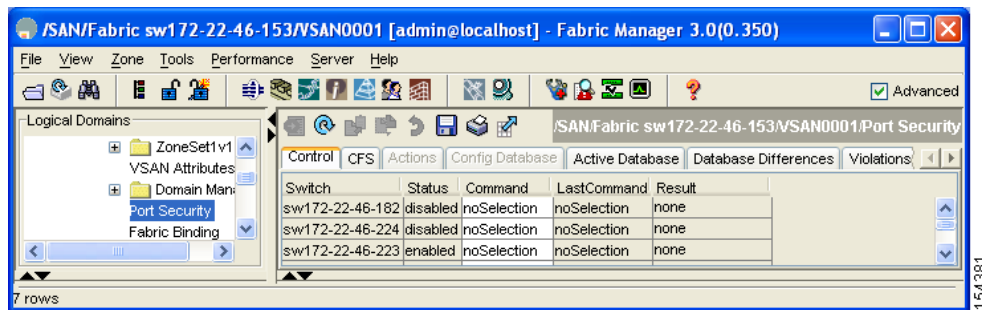 /SAN/Fabric sw172-22-46-153/VSAN0001 [admin@localhost] - Fabric Manager 3.0(0.350)
File View Zone Tools Performance Server Help
Advanced
Logical Domains
ZoneSet1v1
VSAN Attributes
Domain Man
Port Security
Fabric Binding
/SAN/Fabric sw172-22-46-153/VSAN0001/Port Security
Control CFS Actions Config Database Active Database Database Differences Violations
Switch Status Command LastCommand Result
sw172-22-46-182 disabled noSelection noSelection none
sw172-22-46-224 disabled noSelection noSelection none
sw172-22-46-223 enabled noSelection noSelection none
7 rows
154381